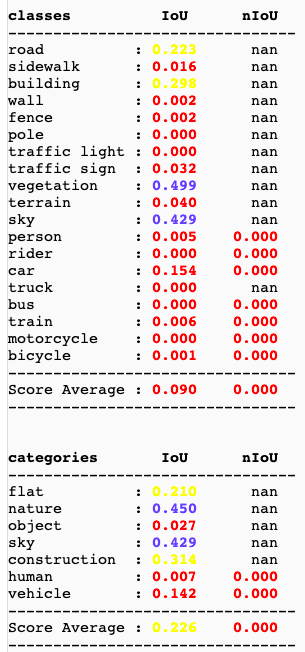 classes IoU nIoU
--------------------------------
road : 0.223 nan
sidewalk : 0.016 nan
building : 0.298 nan
wall : 0.002 nan
fence : 0.002 nan
pole : 0.000 nan
traffic light : 0.000 nan
traffic sign : 0.032 nan
vegetation : 0.499 nan
terrain : 0.040 nan
sky : 0.429 nan
person : 0.005 0.000
rider : 0.000 0.000
car : 0.154 0.000
truck : 0.000 nan
bus : 0.000 0.000
train : 0.006 0.000
motorcycle : 0.000 0.000
bicycle : 0.001 0.000
--------------------------------
Score Average : 0.090 0.000
--------------------------------
categories IoU nIoU
--------------------------------
flat : 0.210 nan
nature : 0.450 nan
object : 0.027 nan
sky : 0.429 nan
construction : 0.314 nan
human : 0.007 0.000
vehicle : 0.142 0.000
--------------------------------
Score Average : 0.226 0.000
--------------------------------